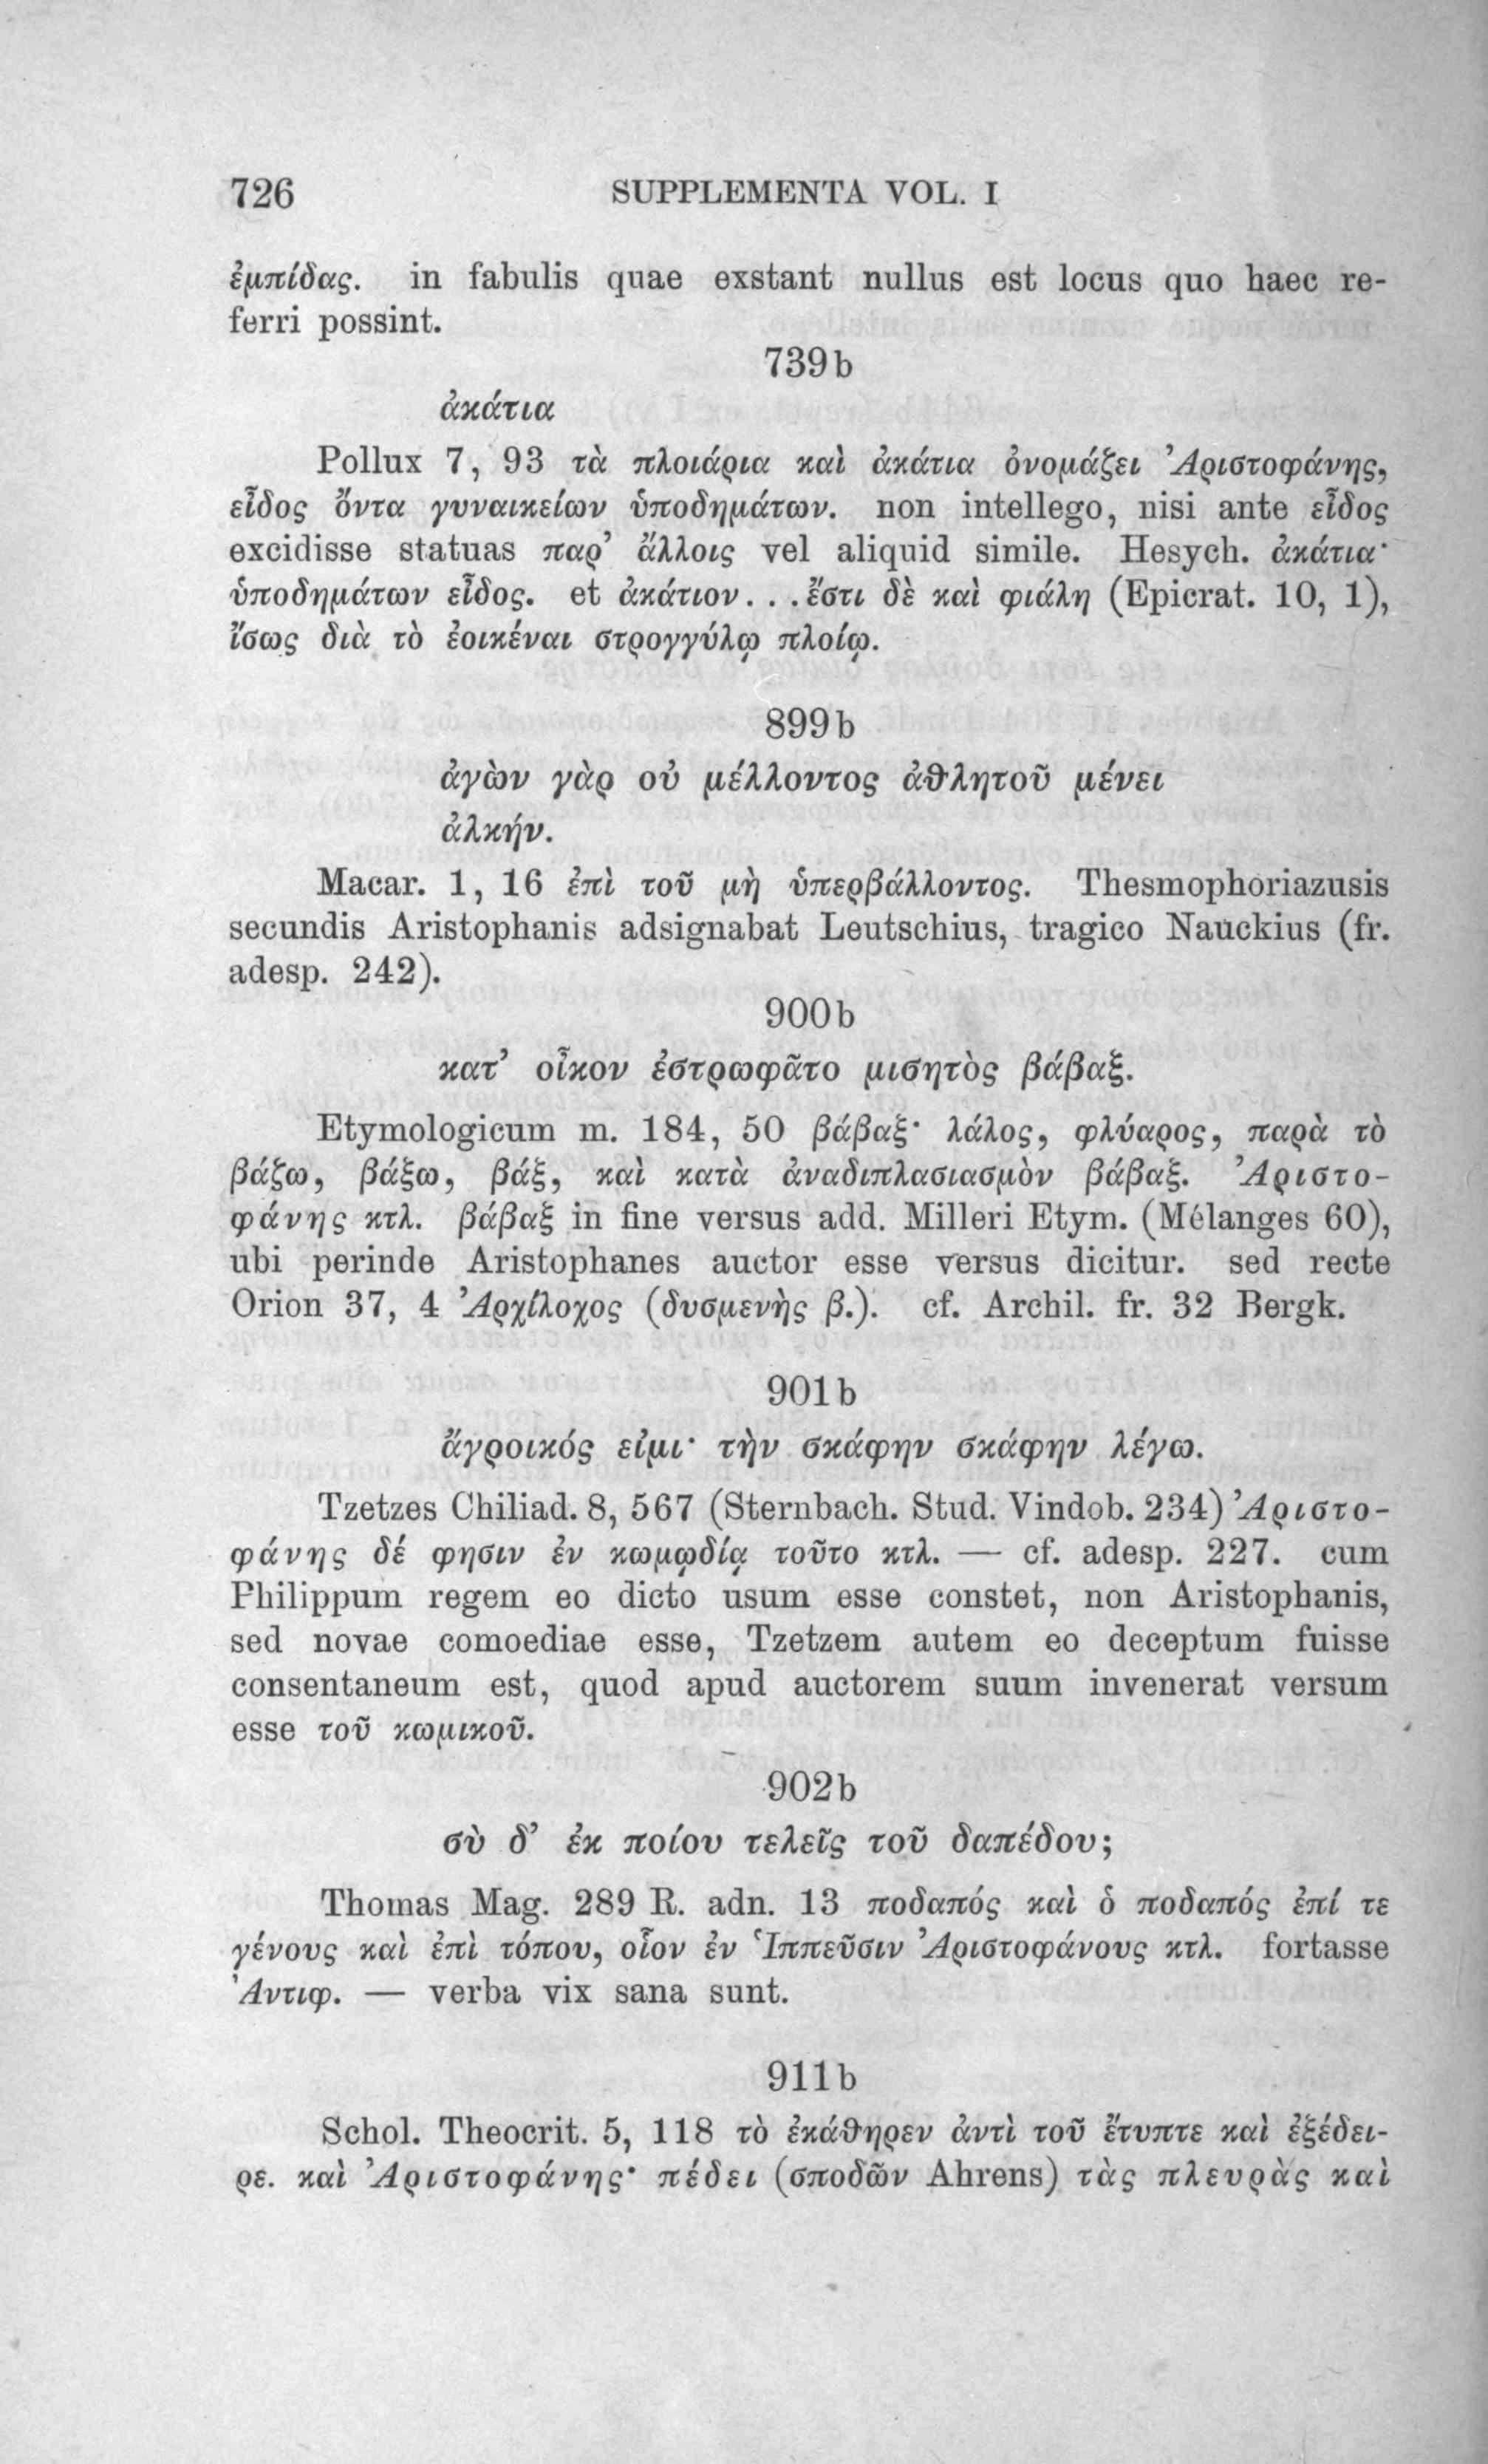 726 SUPPLEMENTA VOL. I
ἐμπίδας. in fabulis quae exstant nullus est locus quo haec re-
ferri possint.
739b
ἀκάτια
Pollux 7, 93 τὰ πλοιάρια καὶ ἀκάτια ὀνομάζει Ἀριστοφάνης,
εἶδος ὄντα γυναικείων ὑποδημάτων. non intellego, nisi ante εἶδος
excidisse statuas παρ’ ἄλλοις vel aliquid simile. Hesych. ἀκάτια·
ὑποδημάτων εἶδος. et ἀκάτιον. . .ἔστι δὲ καὶ φιάλη (Epicrat. 10, 1),
ἴσως διὰ τὸ ἐοικέναι στρογγύλῳ πλοίῳ.
899b
ἀγὼν γὰρ οὐ μέλλοντος ἀθλητοῦ μένει
ἀλκήν.
Macar. 1, 16 ἐπὶ τοῦ μὴ ὑπερβάλλοντος. Thesmophoriazusis
secundis Aristophanis adsignabat Leutschius, tragico Nauckius (fr.
adesp. 242).
900b
κατ’ οἶκον ἐστρωφᾶτο μισητὸς βάβαξ.
Etymologicum m. 184, 50 βάβαξ· λάλος, φλύαρος, παρὰ τὸ
βάζω, βάξω, βάξ, καὶ κατὰ ἀναδιπλασιασμὸν βάβαξ. Ἀριστο-
φάνης κτλ. βάβαξ in fine versus add. Milleri Etym. (Mélanges 60),
ubi perinde Aristophanes auctor esse versus dicitur. sed recte
Orion 37, 4 Ἀρχίλοχος (δυσμενὴς β.). cf. Archil. fr. 32 Bergk.
901b
ἄγροικός εἰμι· τὴν σκάφην σκάφην λέγω.
Tzetzes Chiliad. 8, 567 (Sternbach. Stud. Vindob. 234) Ἀριστο-
φάνης δέ φησιν ἐν κωμῳδίᾳ τοῦτο κτλ. — cf. adesp. 227. cum
Philippum regem eo dicto usum esse constet, non Aristophanis,
sed novae comoediae esse, Tzetzem autem eo deceptum fuisse
consentaneum est, quod apud auctorem suum invenerat versum
esse τοῦ κωμικοῦ.
902b
σὺ δ’ ἐκ ποίου τελεῖς τοῦ δαπέδου;
Thomas Mag. 289 R. adn. 13 ποδαπός καὶ ὁ ποδαπός ἐπί τε
γένους καὶ ἐπὶ τόπου, οἷον ἐν Ἱππεῦσιν Ἀριστοφάνους κτλ. fortasse
Ἀντιφ. — verba vix sana sunt.
911b
Schol. Theocrit. 5, 118 τὸ ἐκάθηρεν ἀντὶ τοῦ ἔτυπτε καὶ ἐξέδει-
ρε. καὶ Ἀριστοφάνης· πέδει (σποδῶν Ahrens) τὰς πλευρὰς καὶ